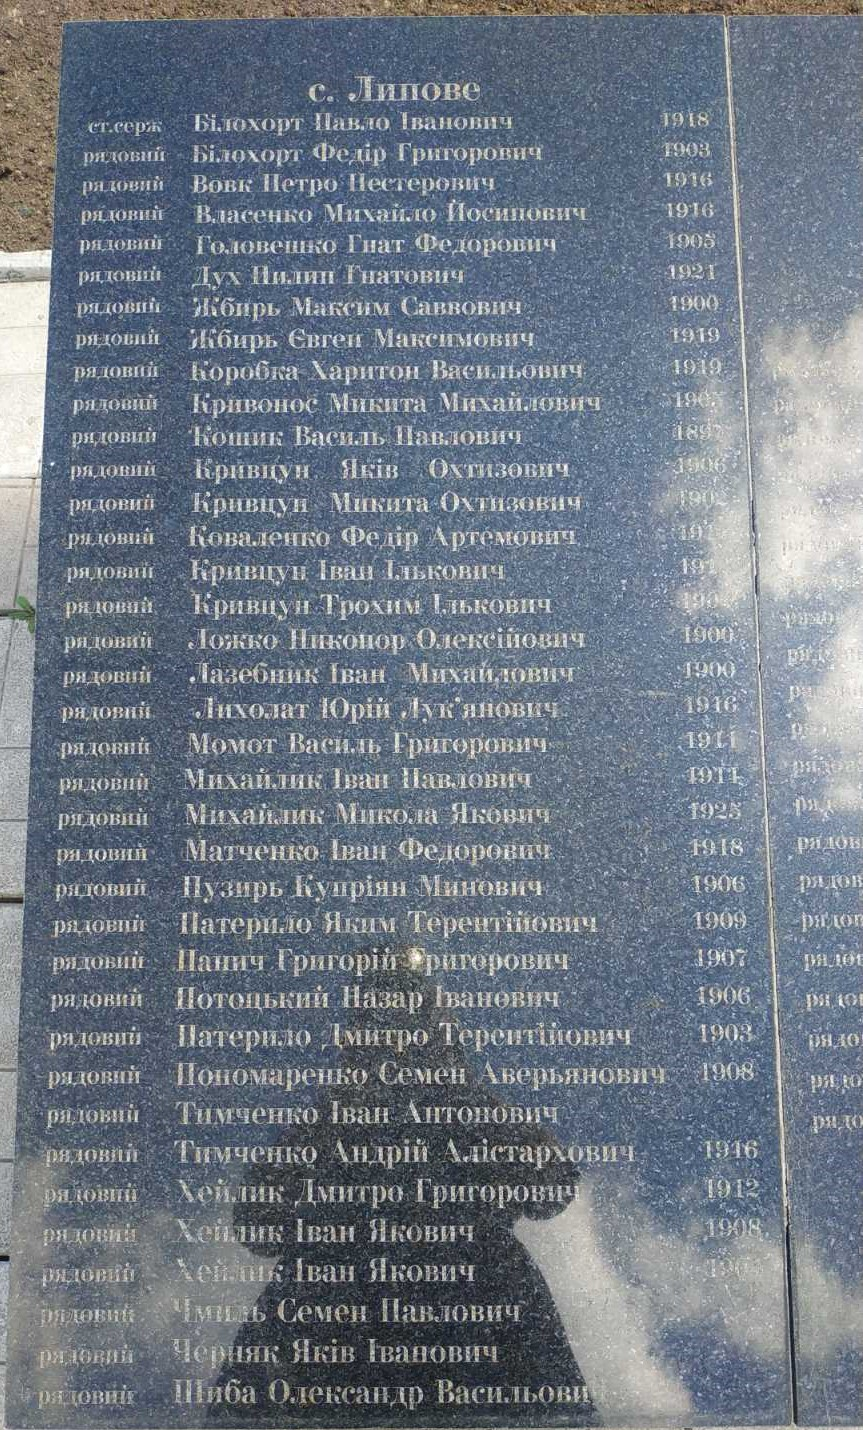 с. Липове
ст.серж Білохорт Павло Іванович 1918
рядовий Білохорт Федір Григорович 1903
рядовий Вовк Петро Нестерович 1916
рядовий Власенко Михайло Йосипович 1916
рядовий Головешко Гнат Федорович 1905
рядовий Дух Пилип Гнатович 1921
рядовий Жбирь Максим Саввович 1900
рядовий Жбирь Євген Максимович 1919
рядовий Коробка Харитон Васильович 1919
рядовий Кривонос Микита Михайлович
рядовий Кошик Василь Павлович
рядовий Кривцун Яків Охтизович 1906
рядовий Кривцун Микита Охтизович
рядовий Коваленко Федір Артемович
рядовий Кривцун Іван Ількович
рядовий Кривцун Трохим Ількович
рядовий Ложко Никонор Олексійович 1900
рядовий Лазебник Іван Михайлович 1900
рядовий Лихолат Юрій Лук'янович 1916
рядовий Момот Василь Григорович 1911
рядовий Михайлик Іван Павлович 1911
рядовий Михайлик Микола Якович 1925
рядовий Матченко Іван Федорович 1918
рядовий Пузирь Купріян Минович 1906
рядовий Патерило Яким Терентійович 1909
рядовий Панич Григорій Григорович 1907
рядовий Потоцький Назар Іванович 1906
рядовий Патерило Дмитро Терентійович 1903
рядовий Пономаренко Семен Аверьянович 1908
рядовий Тимченко Іван Антонович
рядовий Тимченко Андрій Алістархович 1916
рядовий Хейлик Дмитро Григорович 1912
рядовий Хейлик Іван Якович 1908
рядовий Хейлик Іван Якович
рядовий Чмиль Семен Павлович
рядовий Черняк Яків Іванович
рядовий Шиба Олександр Васильович